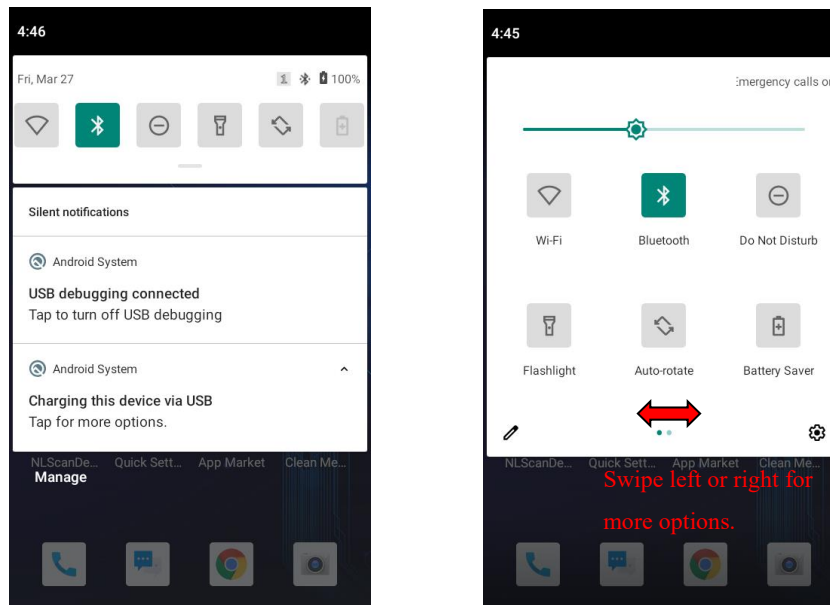 4:46
Fri, Mar 27
1
100%
Silent notifications
Android System
USB debugging connected
Tap to turn off USB debugging
Android System
Charging this device via USB
Tap for more options.
NLScanDe... Quick Sett... App Market Clean Me...
Manage
4:45
Emergency calls
Wi-Fi Bluetooth Do Not Disturb
Flashlight Auto-rotate Battery Saver
NLScanDe... Quick Sett... App Market Clean Me...
Swipe left or right for
more options.